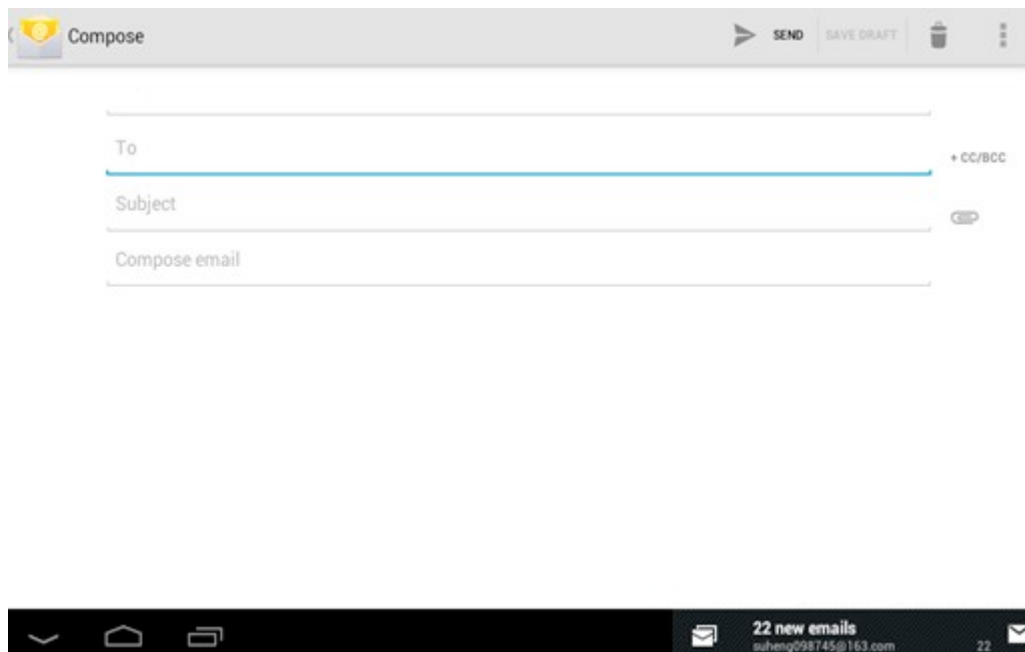 Compose
SEND SAVE DRAFT
To
+ CC/BCC
Subject
Compose email
22 new emails
suheng098745@163.com 22